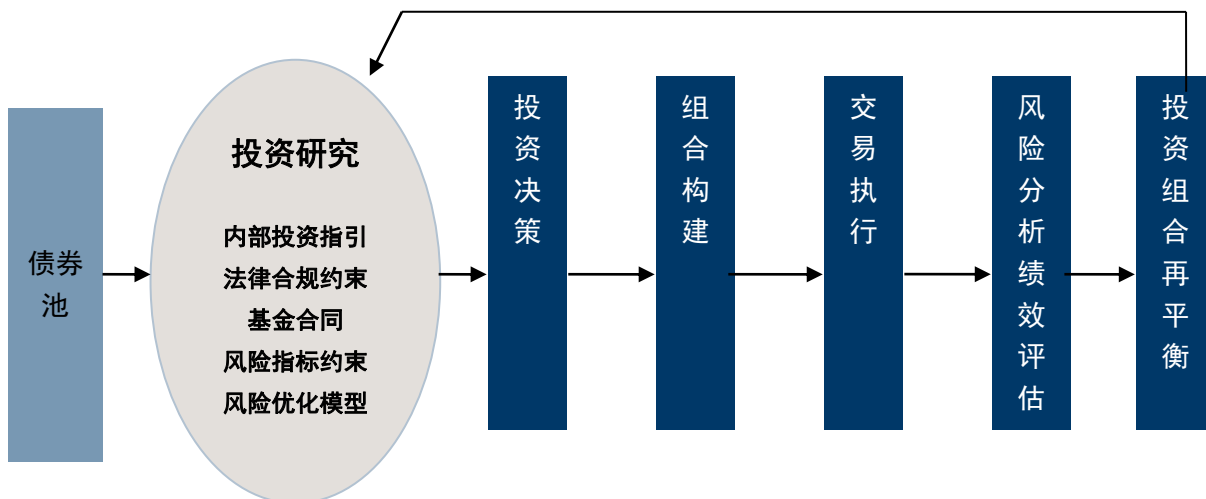 债券
池
投资研究
内部投资指引
法律合规约束
基金合同
风险指标约束
风险优化模型
投资决策
组合构建
交易执行
风险分析绩效评估
投资组合再平衡